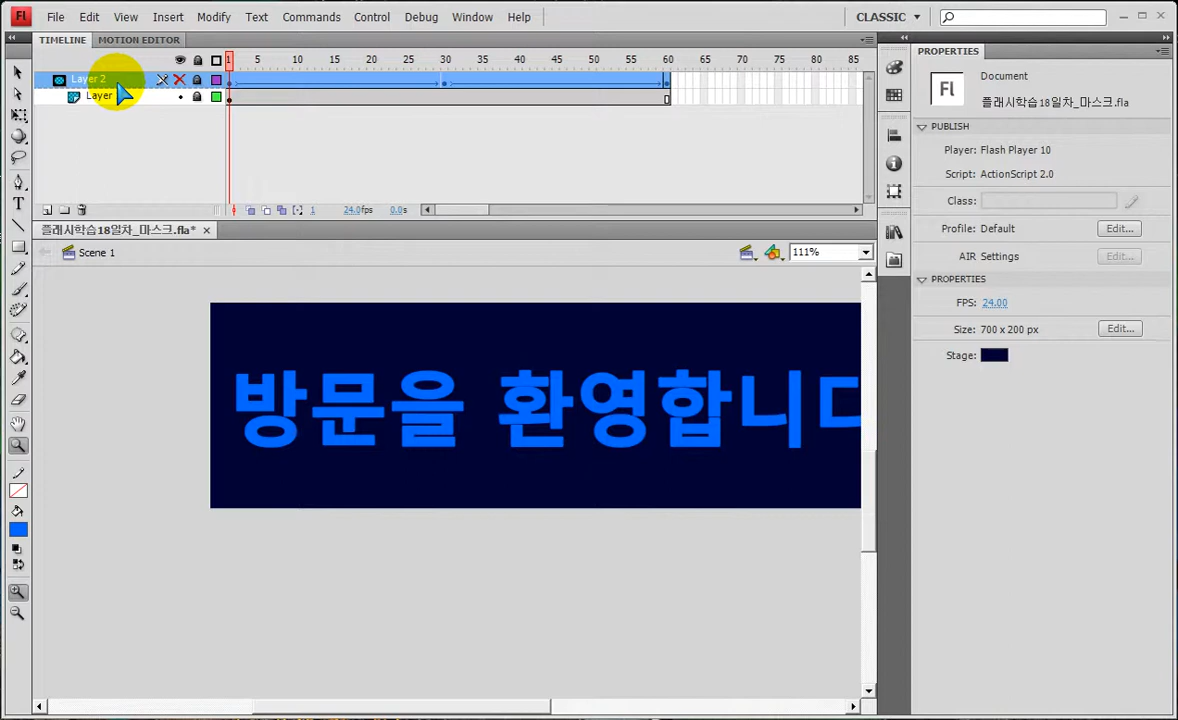 Fl File Edit View Insert Modify Text Commands Control Debug Window Help CLASSIC
TIMELINE MOTION EDITOR
1 5 10 15 20 25 30 35 40 45 50 55 60 65 70 75 80 85
Layer 2
Layer
1 24.0fps 0.0s
플래시학습18일차_마스크.fla*
Scene 1 111%
방문을 환영합니다
PROPERTIES
Fl
Document
플래시학습18일차_마스크.fla
PUBLISH
Player: Flash Player 10
Script: ActionScript 2.0
Class:
Profile: Default Edit...
AIR Settings Edit...
PROPERTIES
FPS: 24.00
Size: 700 x 200 px Edit...
Stage: